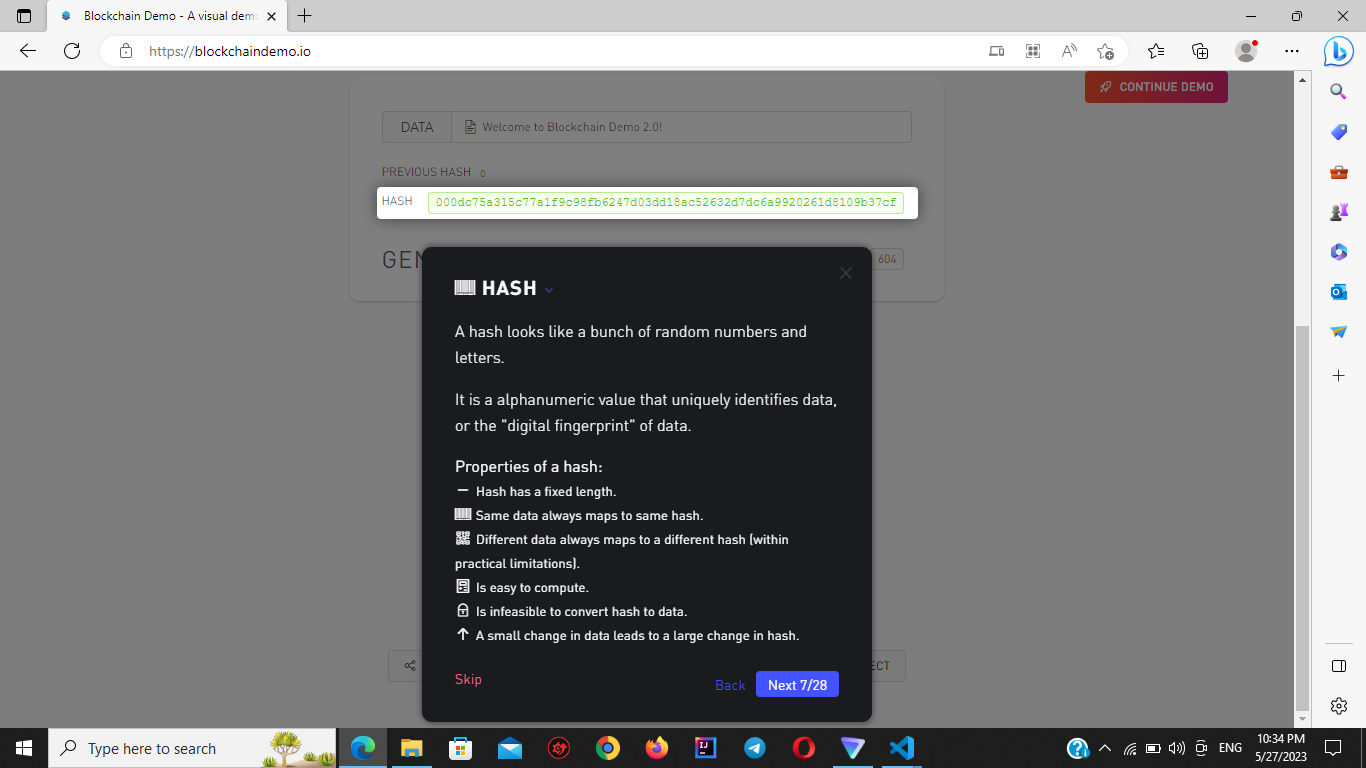 Blockchain Demo - A visual dem
https://blockchaindemo.io
CONTINUE DEMO
DATA Welcome to Blockchain Demo 2.0!
PREVIOUS HASH 0
HASH 000dc75a315c77a1f9c98fb6247d03dd18ac52632d7dc6a9920261d8109b37cf
GEN 604
HASH
A hash looks like a bunch of random numbers and
letters.
It is a alphanumeric value that uniquely identifies data,
or the "digital fingerprint" of data.
Properties of a hash:
Hash has a fixed length.
Same data always maps to same hash.
Different data always maps to a different hash (within
practical limitations).
Is easy to compute.
Is infeasible to convert hash to data.
A small change in data leads to a large change in hash.
ECT
Skip Back Next 7/28
Type here to search
ENG
10:34 PM
5/27/2023